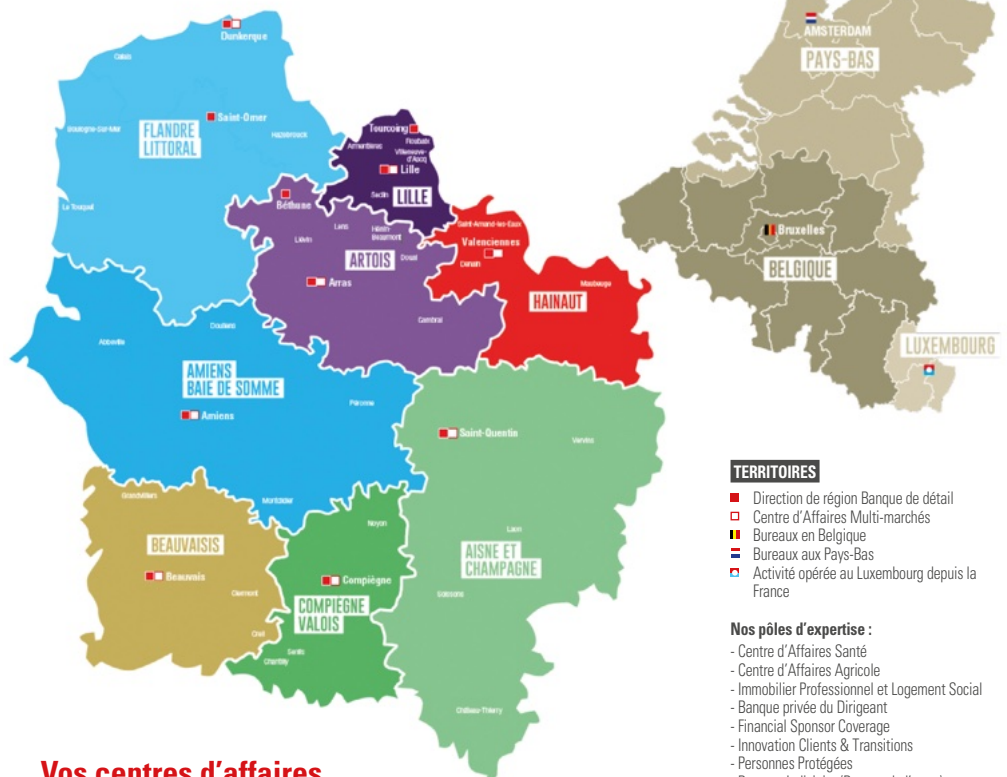 Dunkerque
Calais
Saint-Omer
Boulogne-Sur-Mer
FLANDRE
LITTORAL
Hazebrouck
Le Touquet
Tourcoing
Roubaix
Armentières
Villeneuve-
d'Ascq
Lille
Seclin
LILLE
Béthune
Lens
Hénin-
Beaumont
Liévin
Douai
ARTOIS
Arras
Cambrai
Saint-Amand-les-Eaux
Valenciennes
Denain
Maubeuge
HAINAUT
Abbeville
Doullens
AMIENS
BAIE DE SOMME
Péronne
Amiens
Montdidier
Saint-Quentin
Vervins
Laon
AISNE ET
CHAMPAGNE
Soissons
Château-Thierry
Grandvilliers
BEAUVAISIS
Beauvais
Clermont
Creil
Noyon
Compiègne
COMPIÈGNE
VALOIS
Senlis
Chantilly
AMSTERDAM
PAYS-BAS
Bruxelles
BELGIQUE
LUXEMBOURG
TERRITOIRES
Direction de région Banque de détail
Centre d'Affaires Multi-marchés
Bureaux en Belgique
Bureaux aux Pays-Bas
Activité opérée au Luxembourg depuis la
France
Nos pôles d'expertise :
- Centre d'Affaires Santé
- Centre d'Affaires Agricole
- Immobilier Professionnel et Logement Social
- Banque privée du Dirigeant
- Financial Sponsor Coverage
- Innovation Clients & Transitions
- Personnes Protégées
Vos centres d'affaires